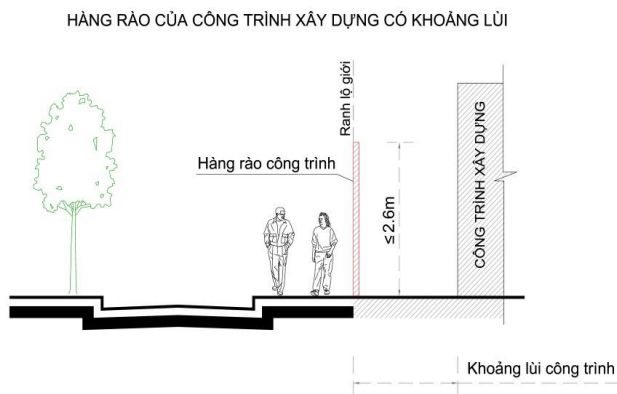 HÀNG RÀO CỦA CÔNG TRÌNH XÂY DỰNG CÓ KHOẢNG LÙI
Ranh lộ giới
Hàng rào công trình
≤2.6m
CÔNG TRÌNH XÂY DỰNG
Khoảng lùi công trình